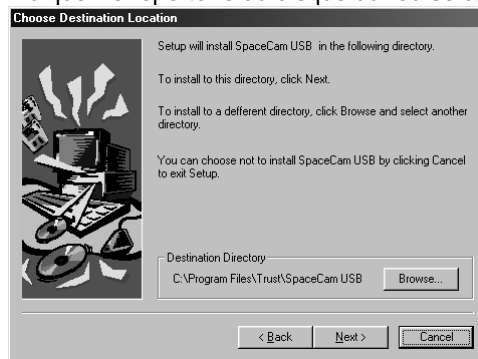 Choose Destination Location
Setup will install SpaceCam USB in the following directory.
To install to this directory, click Next.
To install to a defferent directory, click Browse and select another
directory.
You can choose not to install SpaceCam USB by clicking Cancel
to exit Setup.
Destination Directory
C:\Program Files\Trust\SpaceCam USB Browse...
< Back Next > Cancel